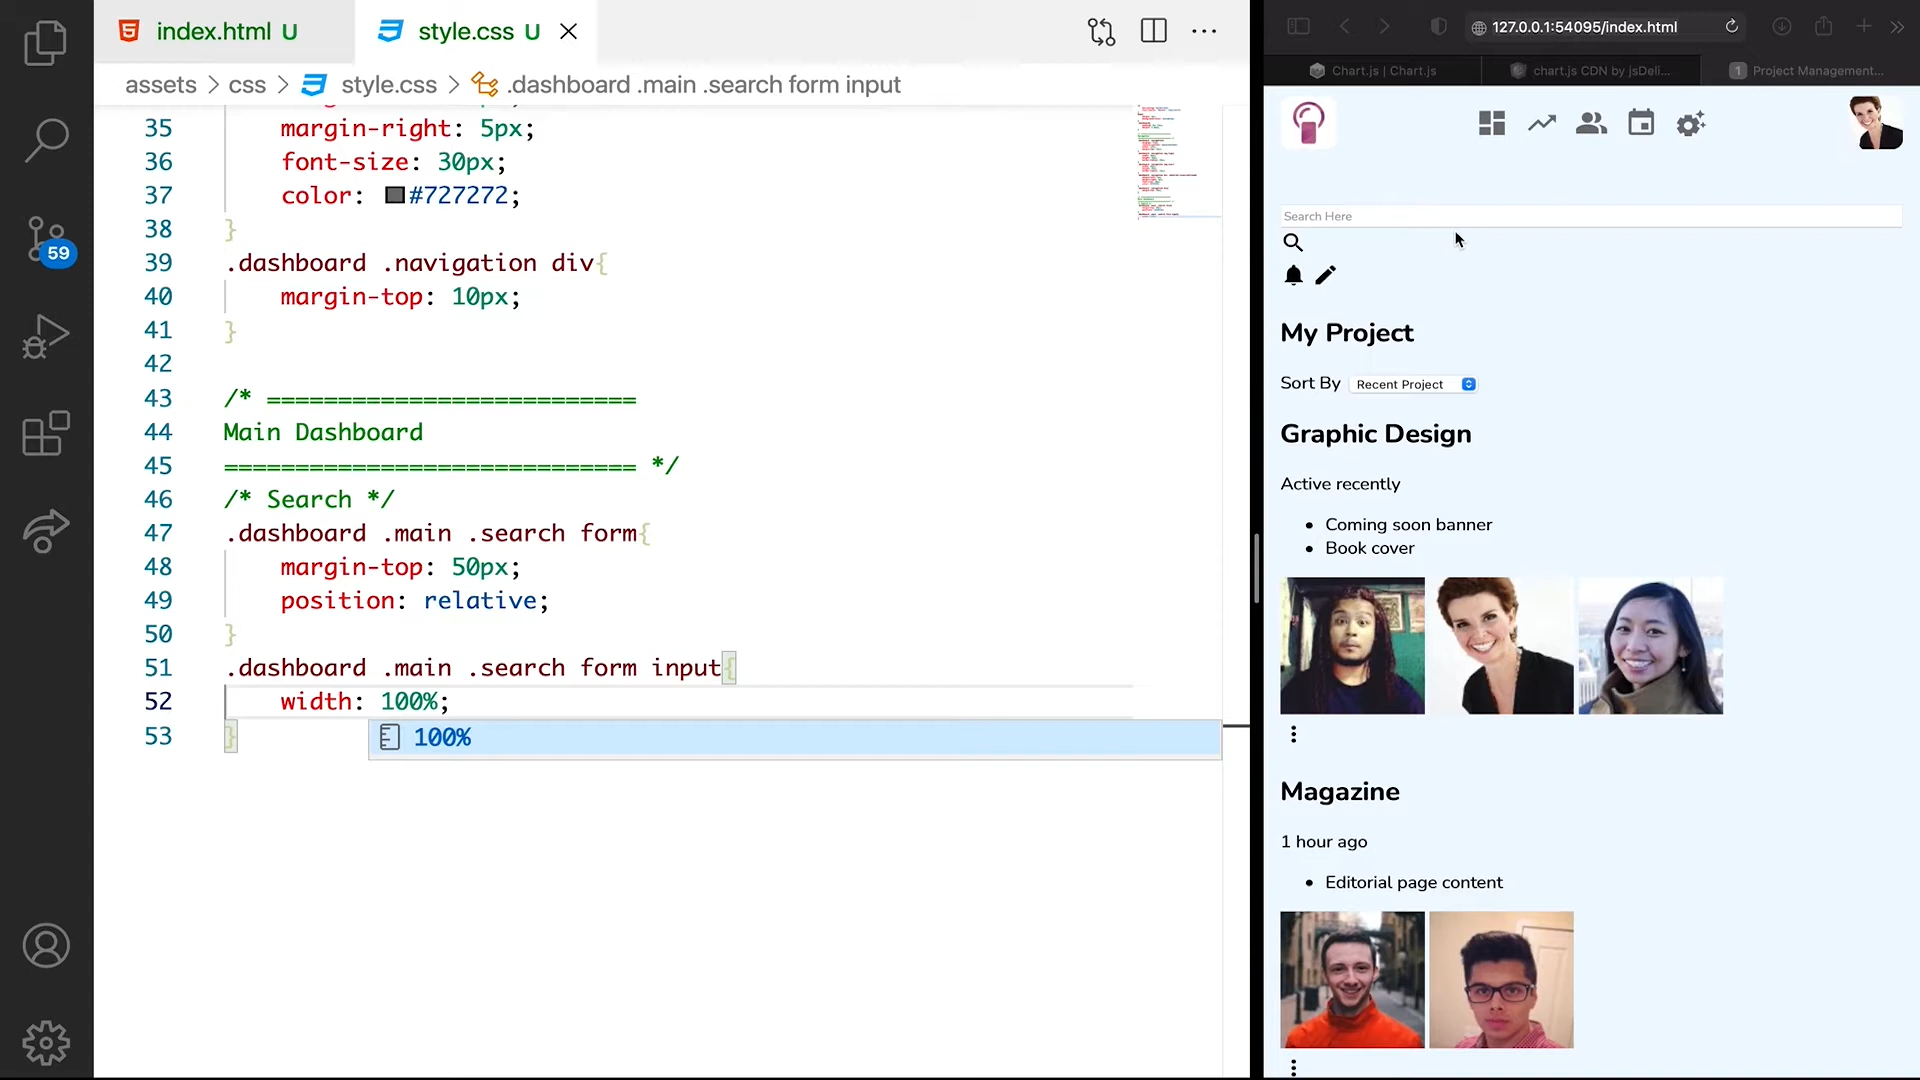 index.html U
style.css U
assets > css > style.css > .dashboard .main .search form input
35 margin-right: 5px;
36 font-size: 30px;
37 color: #727272;
38 }
39 .dashboard .navigation div{
40 margin-top: 10px;
41 }
42
43 /* ==========================
44 Main Dashboard
45 ============================= */
46 /* Search */
47 .dashboard .main .search form{
48 margin-top: 50px;
49 position: relative;
50 }
51 .dashboard .main .search form input{
52 width: 100%;
53 }
100%
59
127.0.0.1:54095/index.html
Chart.js | Chart.js
chart.js CDN by jsDeli...
1 Project Management...
Search Here
My Project
Sort By Recent Project
Graphic Design
Active recently
• Coming soon banner
• Book cover
Magazine
1 hour ago
• Editorial page content